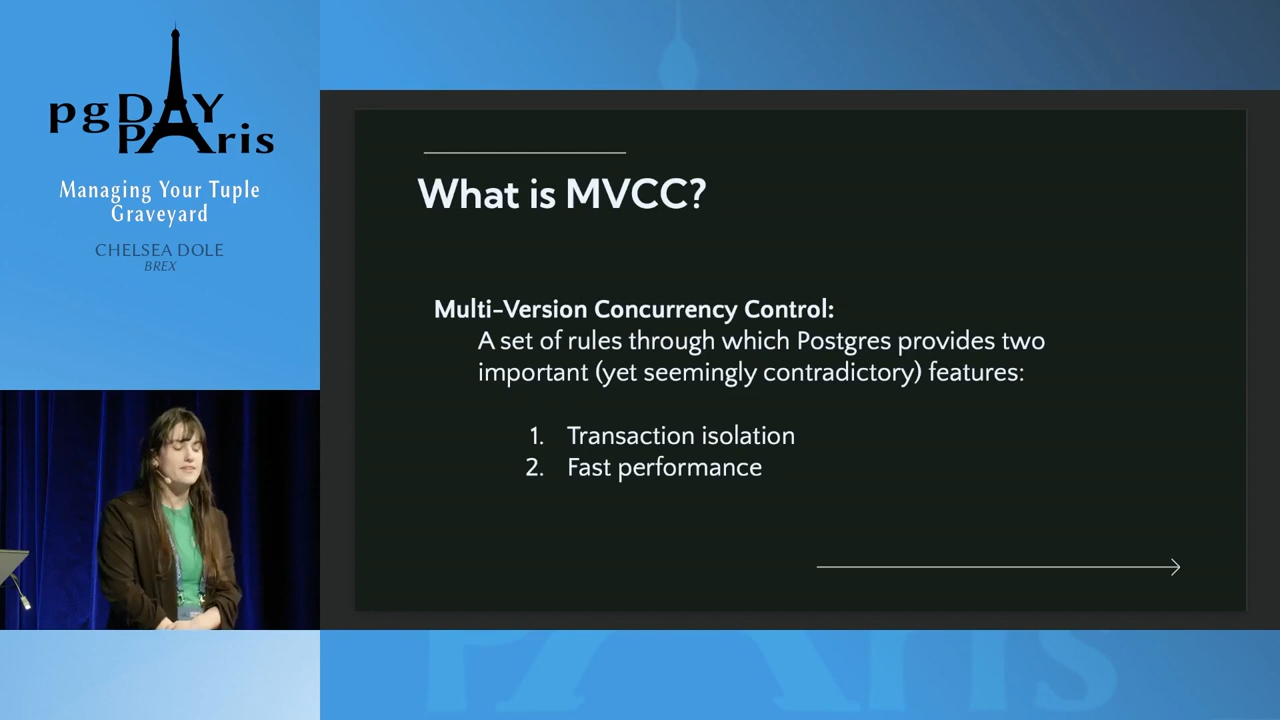 pgDAY
PAris
Managing Your Tuple
Graveyard
CHELSEA DOLE
BREX
What is MVCC?
Multi-Version Concurrency Control:
A set of rules through which Postgres provides two
important (yet seemingly contradictory) features:
1. Transaction isolation
2. Fast performance